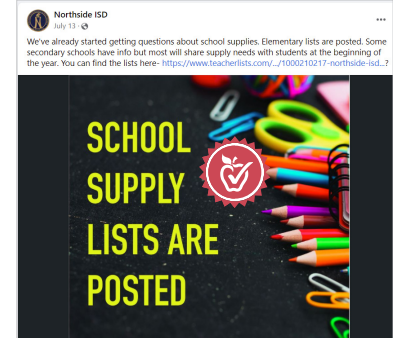 Northside ISD
July 13 ·
We've already started getting questions about school supplies. Elementary lists are posted. Some
secondary schools have info but most will share supply needs with students at the beginning of
the year. You can find the lists here- https://www.teacherlists.com/.../1000210217-northside-isd...?
SCHOOL
SUPPLY
LISTS ARE
POSTED